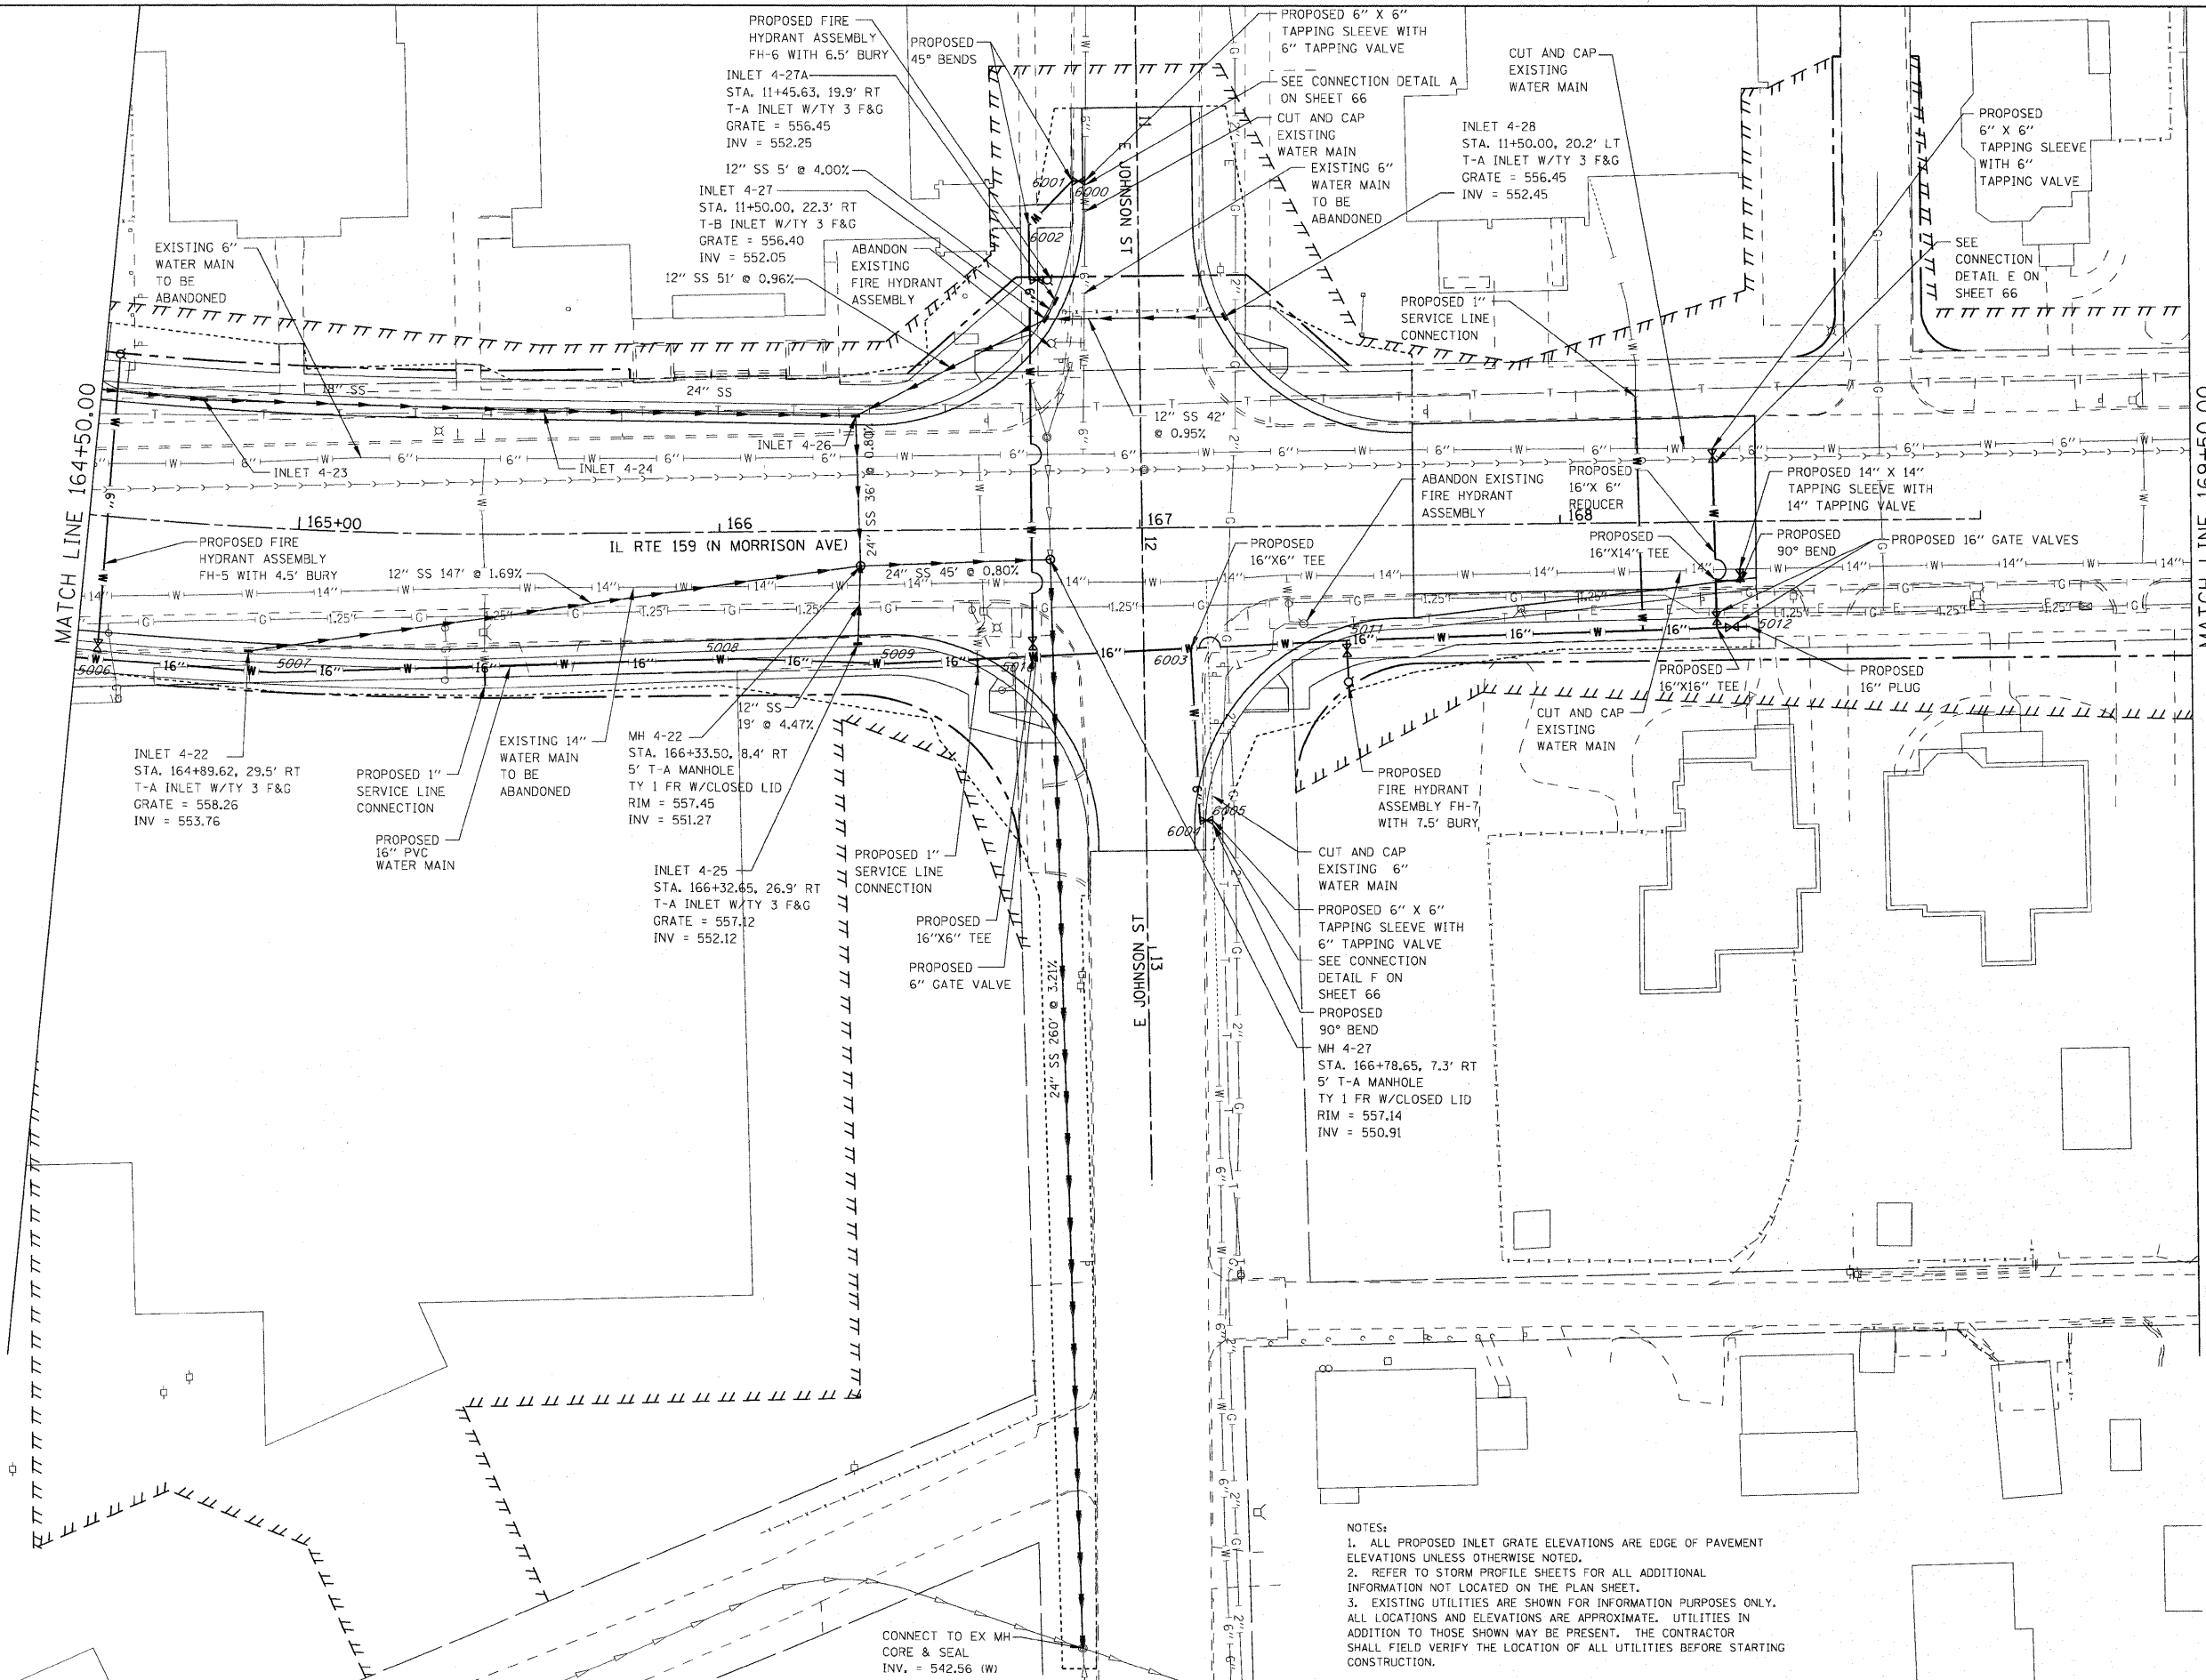 PROPOSED FIRE
HYDRANT ASSEMBLY
FH-6 WITH 6.5' BURY
PROPOSED
45° BENDS
PROPOSED 6" X 6"
TAPPING SLEEVE WITH
6" TAPPING VALVE
SEE CONNECTION DETAIL A
ON SHEET 66
CUT AND CAP
EXISTING
WATER MAIN
EXISTING 6"
WATER MAIN
TO BE
ABANDONED
CUT AND CAP
EXISTING
WATER MAIN
INLET 4-28
STA. 11+50.00, 20.2' LT
T-A INLET W/TY 3 F&G
GRATE = 556.45
INV = 552.45
PROPOSED
6" X 6"
TAPPING SLEEVE
WITH 6"
TAPPING VALVE
SEE
CONNECTION
DETAIL E ON
SHEET 66
INLET 4-27A
STA. 11+45.63, 19.9' RT
T-A INLET W/TY 3 F&G
GRATE = 556.45
INV = 552.25
12" SS 5' @ 4.00%
INLET 4-27
STA. 11+50.00, 22.3' RT
T-B INLET W/TY 3 F&G
GRATE = 556.40
INV = 552.05
12" SS 51' @ 0.96%
ABANDON
EXISTING
FIRE HYDRANT
ASSEMBLY
EXISTING 6"
WATER MAIN
TO BE
ABANDONED
6001
6000
6002
11
E JOHNSON ST
PROPOSED 1"
SERVICE LINE
CONNECTION
MATCH LINE 164+50.00
MATCH LINE 169+50.00
18" SS
24" SS
INLET 4-23
INLET 4-24
INLET 4-26
24" SS 36' @ 0.80%
12" SS 42'
@ 0.95%
ABANDON EXISTING
FIRE HYDRANT
ASSEMBLY
PROPOSED
16"X 6"
REDUCER
PROPOSED 14" X 14"
TAPPING SLEEVE WITH
14" TAPPING VALVE
165+00
166
167
168
12
IL RTE 159 (N MORRISON AVE)
PROPOSED FIRE
HYDRANT ASSEMBLY
FH-5 WITH 4.5' BURY
12" SS 147' @ 1.69%
24" SS 45' @ 0.80%
PROPOSED
16"X6" TEE
PROPOSED
16"X14" TEE
PROPOSED
90° BEND
PROPOSED 16" GATE VALVES
5006
5007
5008
5009
5010
6003
5011
5012
PROPOSED
16"X16" TEE
PROPOSED
16" PLUG
CUT AND CAP
EXISTING
WATER MAIN
INLET 4-22
STA. 164+89.62, 29.5' RT
T-A INLET W/TY 3 F&G
GRATE = 558.26
INV = 553.76
PROPOSED 1"
SERVICE LINE
CONNECTION
PROPOSED
16" PVC
WATER MAIN
EXISTING 14"
WATER MAIN
TO BE
ABANDONED
12" SS
19' @ 4.47%
MH 4-22
STA. 166+33.50, 8.4' RT
5' T-A MANHOLE
TY 1 FR W/CLOSED LID
RIM = 557.45
INV = 551.27
INLET 4-25
STA. 166+32.65, 26.9' RT
T-A INLET W/TY 3 F&G
GRATE = 557.12
INV = 552.12
PROPOSED 1"
SERVICE LINE
CONNECTION
PROPOSED
16"X6" TEE
PROPOSED
6" GATE VALVE
24" SS 260' @ 3.21%
E JOHNSON ST
13
6004
6005
PROPOSED
FIRE HYDRANT
ASSEMBLY FH-7
WITH 7.5' BURY
CUT AND CAP
EXISTING 6"
WATER MAIN
PROPOSED 6" X 6"
TAPPING SLEEVE WITH
6" TAPPING VALVE
SEE CONNECTION
DETAIL F ON
SHEET 66
PROPOSED
90° BEND
MH 4-27
STA. 166+78.65, 7.3' RT
5' T-A MANHOLE
TY 1 FR W/CLOSED LID
RIM = 557.14
INV = 550.91
CONNECT TO EX MH
CORE & SEAL
INV. = 542.56 (W)
NOTES:
1. ALL PROPOSED INLET GRATE ELEVATIONS ARE EDGE OF PAVEMENT
ELEVATIONS UNLESS OTHERWISE NOTED.
2. REFER TO STORM PROFILE SHEETS FOR ALL ADDITIONAL
INFORMATION NOT LOCATED ON THE PLAN SHEET.
3. EXISTING UTILITIES ARE SHOWN FOR INFORMATION PURPOSES ONLY.
ALL LOCATIONS AND ELEVATIONS ARE APPROXIMATE. UTILITIES IN
ADDITION TO THOSE SHOWN MAY BE PRESENT. THE CONTRACTOR
SHALL FIELD VERIFY THE LOCATION OF ALL UTILITIES BEFORE STARTING
CONSTRUCTION.